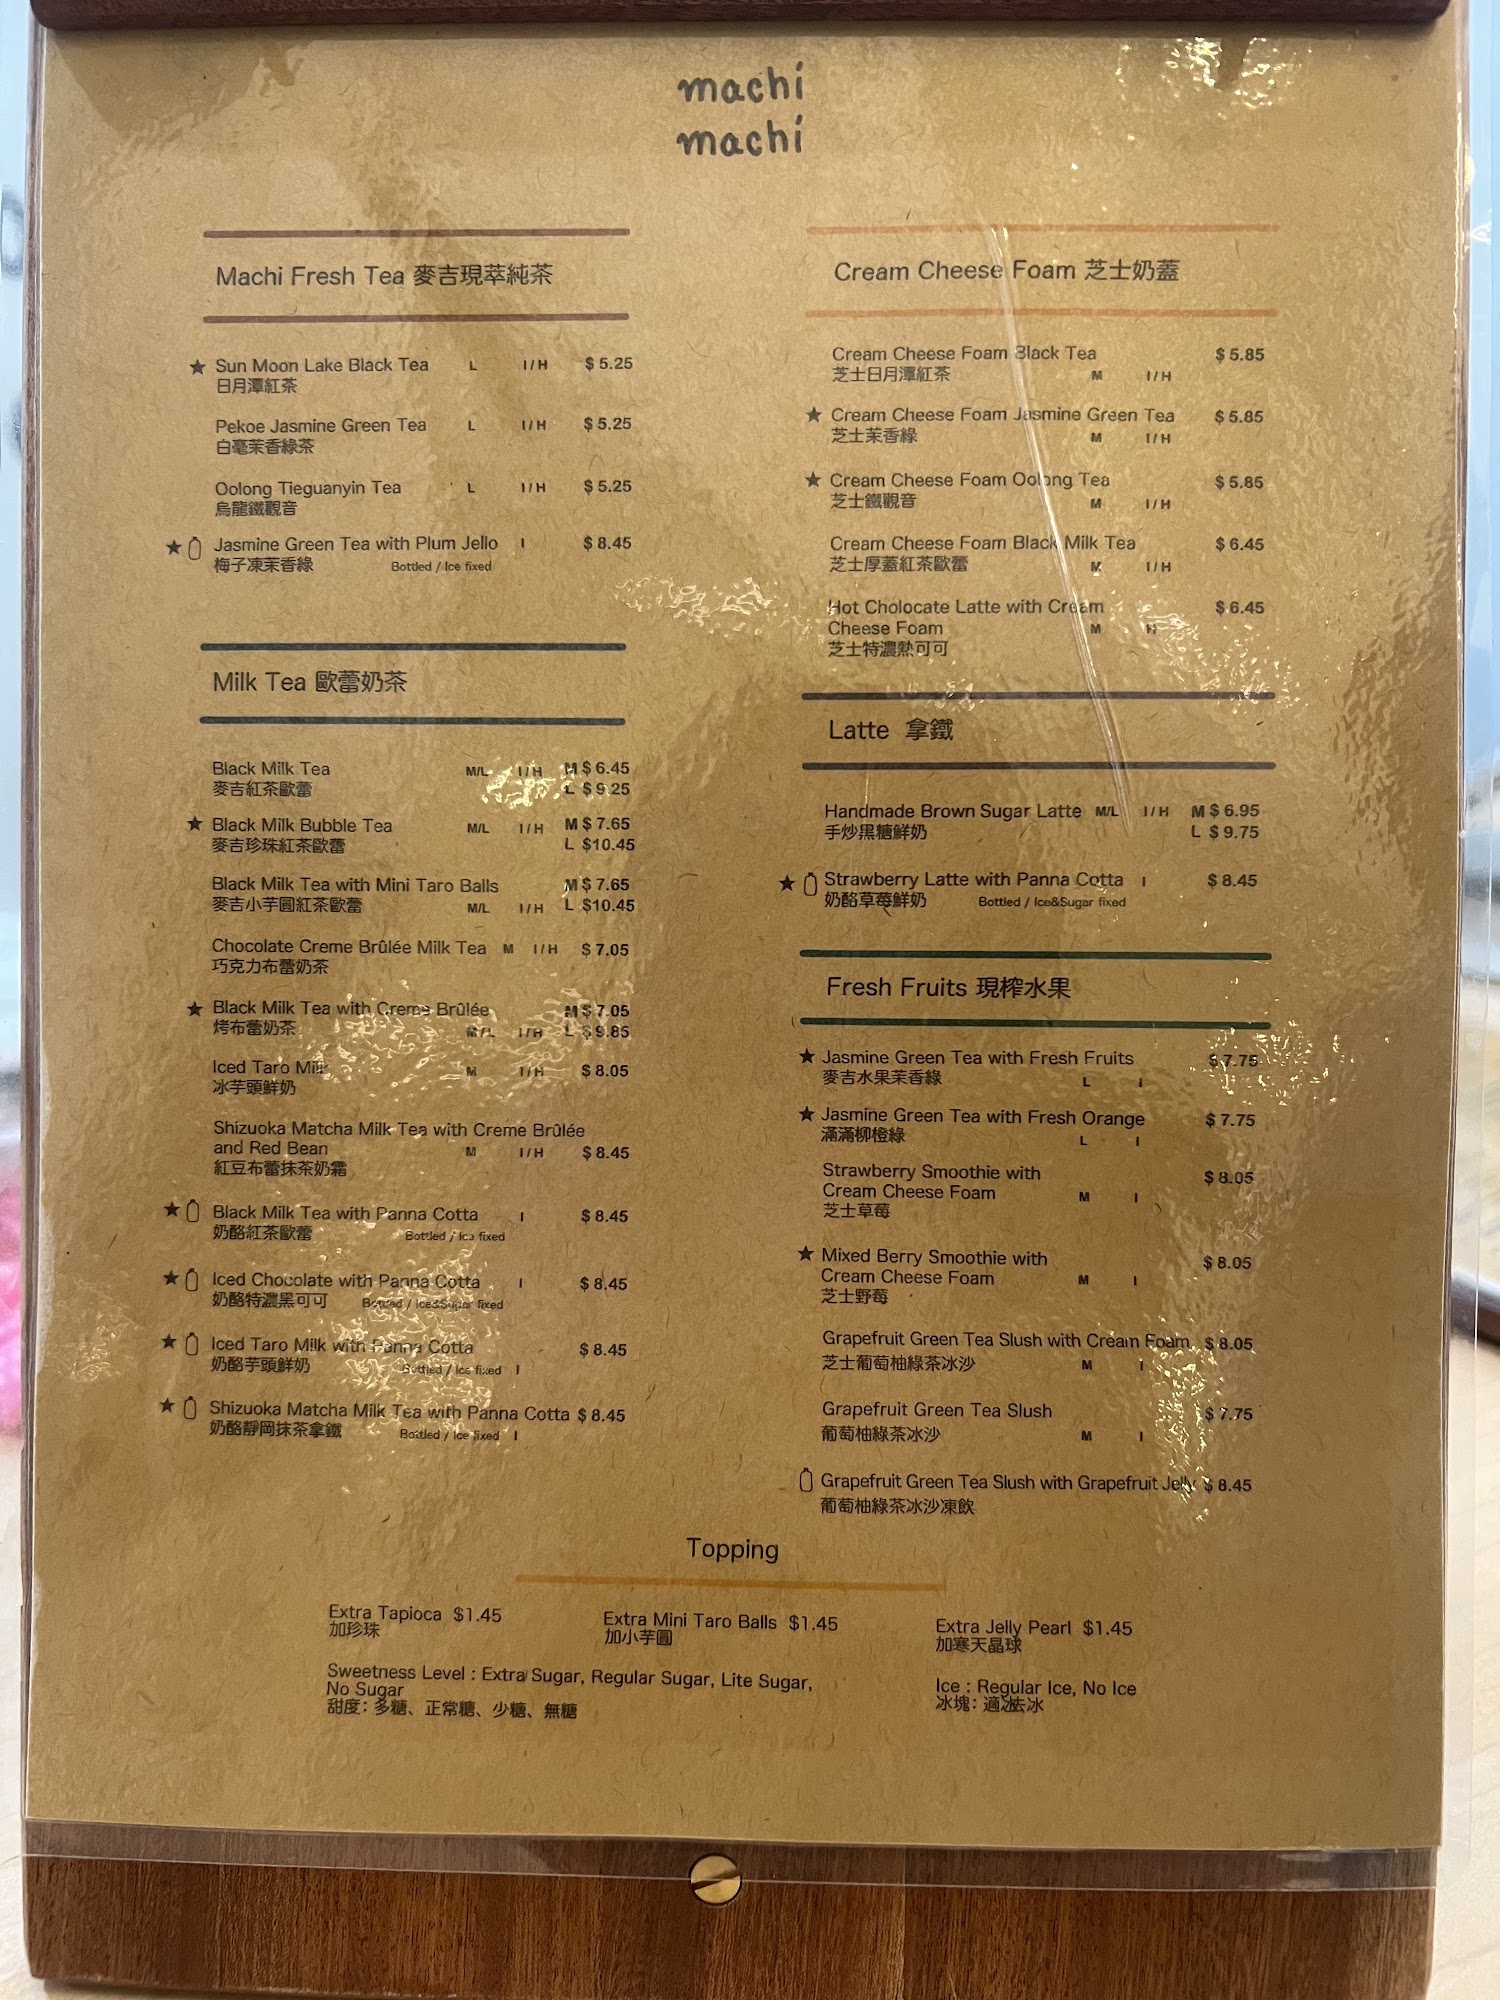 machi
machi
Machi Fresh Tea 麥吉現萃純茶
★ Sun Moon Lake Black Tea L I/H $ 5.25
日月潭紅茶
Pekoe Jasmine Green Tea L I/H $ 5.25
白毫茉香綠茶
Oolong Tieguanyin Tea L I/H $ 5.25
烏龍鐵觀音
★ Jasmine Green Tea with Plum Jello I $ 8.45
梅子凍茉香綠 Bottled / Ice fixed
Milk Tea 歐蕾奶茶
Black Milk Tea M/L I/H M $ 6.45
麥吉紅茶歐蕾 L $ 9.25
★ Black Milk Bubble Tea M/L I/H M $ 7.65
麥吉珍珠紅茶歐蕾 L $10.45
Black Milk Tea with Mini Taro Balls M $ 7.65
麥吉小芋圓紅茶歐蕾 M/L I/H L $10.45
Chocolate Creme Brûlée Milk Tea M I/H $ 7.05
巧克力布蕾奶茶
★ Black Milk Tea with Creme Brûlée M $ 7.05
烤布蕾奶茶 M/L I/H L $ 9.85
Iced Taro Milk M I/H $ 8.05
冰芋頭鮮奶
Shizuoka Matcha Milk Tea with Creme Brûlée
and Red Bean M I/H $ 8.45
紅豆布蕾抹茶奶霜
★ Black Milk Tea with Panna Cotta I $ 8.45
奶酪紅茶歐蕾 Bottled / Ice fixed
★ Iced Chocolate with Panna Cotta I $ 8.45
奶酪特濃黑可可 Bottled / Ice&Sugar fixed
★ Iced Taro Milk with Panna Cotta $ 8.45
奶酪芋頭鮮奶 Bottled / Ice fixed I
★ Shizuoka Matcha Milk Tea with Panna Cotta $ 8.45
奶酪靜岡抹茶拿鐵 Bottled / Ice fixed I
Cream Cheese Foam 芝士奶蓋
Cream Cheese Foam Black Tea $ 5.85
芝士日月潭紅茶 M I/H
★ Cream Cheese Foam Jasmine Green Tea $ 5.85
芝士茉香綠 M I/H
★ Cream Cheese Foam Oolong Tea $ 5.85
芝士鐵觀音 M I/H
Cream Cheese Foam Black Milk Tea $ 6.45
芝士厚蓋紅茶歐蕾 M I/H
Hot Cholocate Latte with Cream $ 6.45
Cheese Foam M H
芝士特濃熱可可
Latte 拿鐵
Handmade Brown Sugar Latte M/L I/H M $ 6.95
手炒黑糖鮮奶 L $ 9.75
★ Strawberry Latte with Panna Cotta I $ 8.45
奶酪草莓鮮奶 Bottled / Ice&Sugar fixed
Fresh Fruits 現榨水果
★ Jasmine Green Tea with Fresh Fruits $ 7.75
麥吉水果茉香綠 L I
★ Jasmine Green Tea with Fresh Orange $ 7.75
滿滿柳橙綠 L I
Strawberry Smoothie with $ 8.05
Cream Cheese Foam M I
芝士草莓
★ Mixed Berry Smoothie with $ 8.05
Cream Cheese Foam M I
芝士野莓
Grapefruit Green Tea Slush with Cream Foam $ 8.05
芝士葡萄柚綠茶冰沙 M I
Grapefruit Green Tea Slush $ 7.75
葡萄柚綠茶冰沙 M I
Grapefruit Green Tea Slush with Grapefruit Jelly $ 8.45
葡萄柚綠茶冰沙凍飲
Topping
Extra Tapioca $1.45 Extra Mini Taro Balls $1.45 Extra Jelly Pearl $1.45
加珍珠 加小芋圓 加寒天晶球
Sweetness Level : Extra Sugar, Regular Sugar, Lite Sugar,
No Sugar
甜度：多糖、正常糖、少糖、無糖
Ice : Regular Ice, No Ice
冰塊：適冰去冰